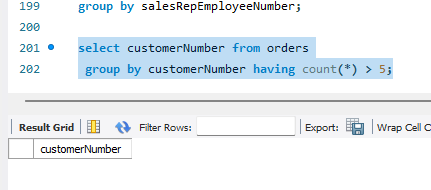 199 group by salesRepEmployeeNumber;
200
201 select customerNumber from orders
202 group by customerNumber having count(*) > 5;
Result Grid Filter Rows: Export: Wrap Cell C
customerNumber